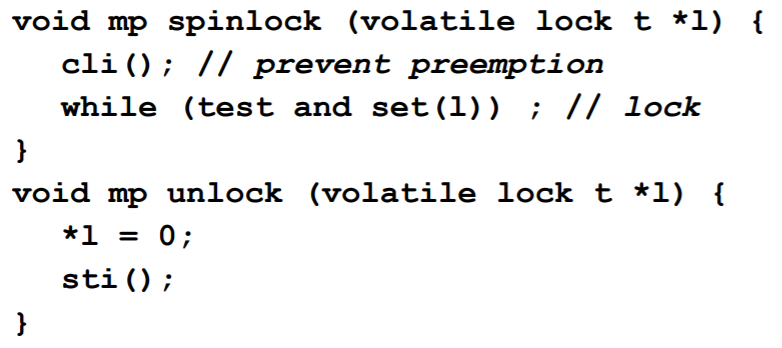 void mp spinlock (volatile lock t *l) {
cli(); // prevent preemption
while (test and set(l)) ; // lock
}
void mp unlock (volatile lock t *l) {
*l = 0;
sti();
}